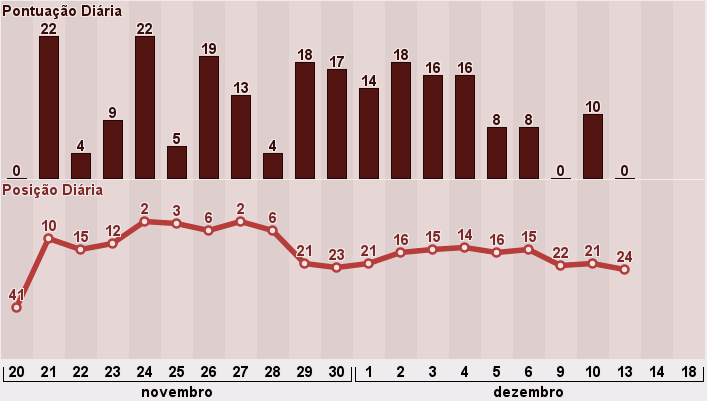 Pontuação Diária
0 22 4 9 22 5 19 13 4 18 17 14 18 16 16 8 8 0 10 0
Posição Diária
41 10 15 12 2 3 6 2 6 21 23 21 16 15 14 16 15 22 21 24
20 21 22 23 24 25 26 27 28 29 30 1 2 3 4 5 6 9 10 13 14 18
novembro dezembro